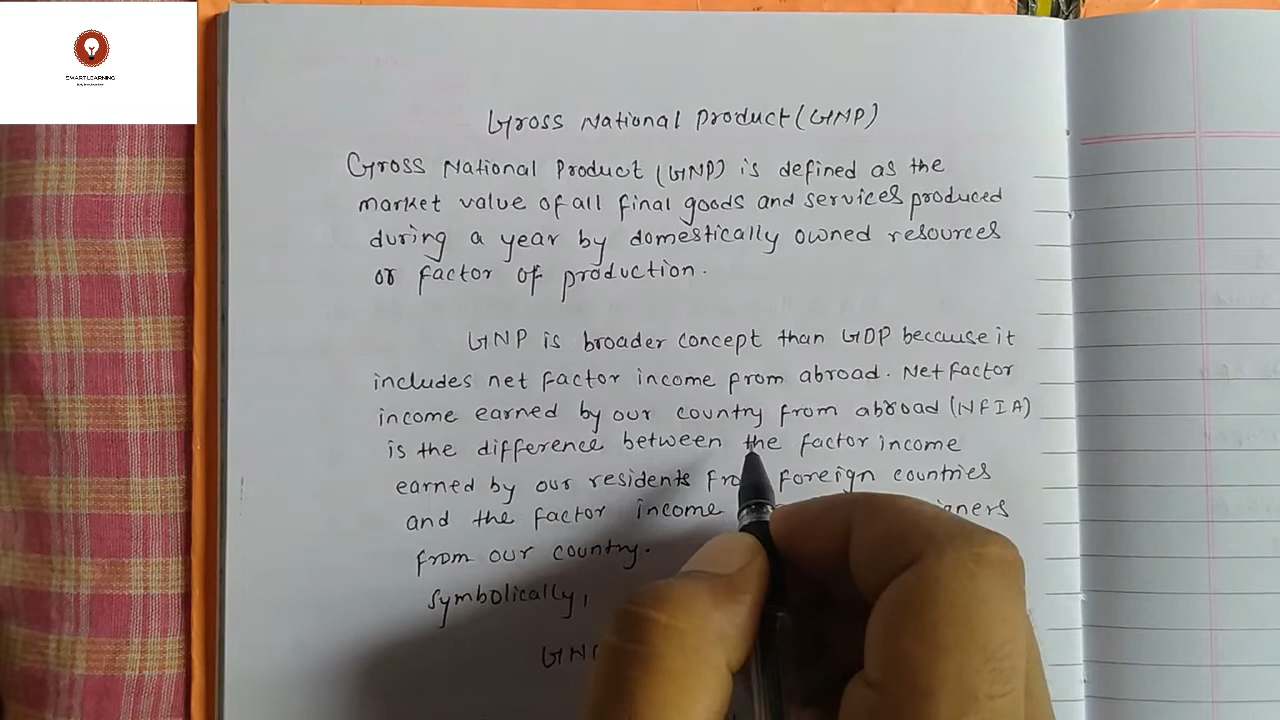 SMART LEARNING
Gross National Product (GNP)
Gross National Product (GNP) is defined as the
market value of all final goods and services produced
during a year by domestically owned resources
or factor of production.
GNP is broader concept than GDP because it
includes net factor income from abroad. Net factor
income earned by our country from abroad (NFIA)
is the difference between the factor income
earned by our residents foreign countries
and the factor income
from our country.
symbolically,